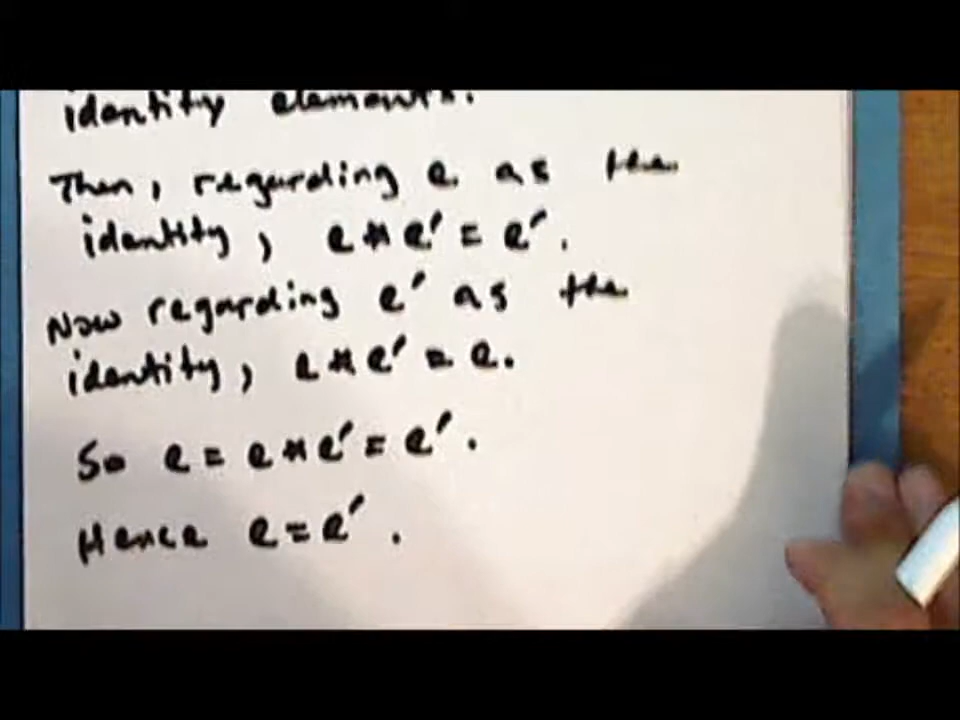 identity elements.
Then, regarding e as the
identity, e * e' = e'.
Now regarding e' as the
identity, e * e' = e.
So e = e * e' = e'.
Hence e = e'.